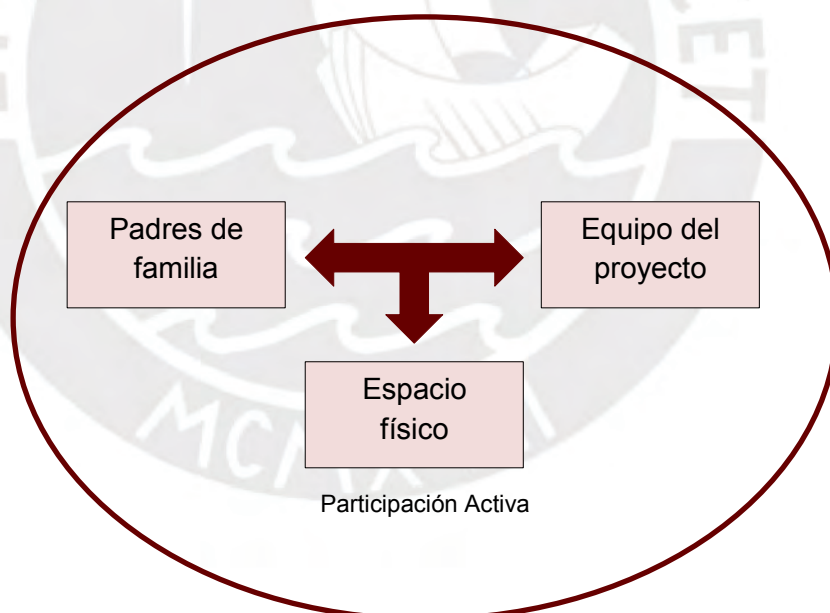 Padres de
familia
Equipo del
proyecto
Espacio
físico
Participación Activa